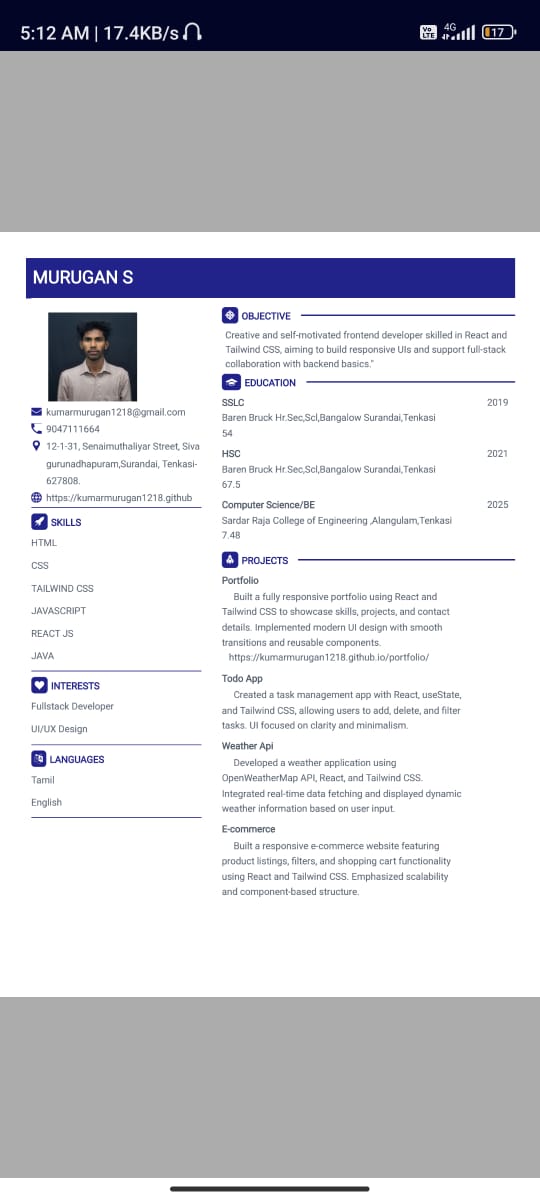 5:12 AM | 17.4KB/s
Vo LTE 4G 17
MURUGAN S
kumarmurugan1218@gmail.com
9047111664
12-1-31, Senaimuthaliyar Street, Siva
gurunadhapuram,Surandai, Tenkasi-
627808.
https://kumarmurugan1218.github
SKILLS
HTML
CSS
TAILWIND CSS
JAVASCRIPT
REACT JS
JAVA
INTERESTS
Fullstack Developer
UI/UX Design
LANGUAGES
Tamil
English
OBJECTIVE
Creative and self-motivated frontend developer skilled in React and
Tailwind CSS, aiming to build responsive UIs and support full-stack
collaboration with backend basics."
EDUCATION
SSLC 2019
Baren Bruck Hr.Sec,Scl,Bangalow Surandai,Tenkasi
54
HSC 2021
Baren Bruck Hr.Sec,Scl,Bangalow Surandai,Tenkasi
67.5
Computer Science/BE 2025
Sardar Raja College of Engineering ,Alangulam,Tenkasi
7.48
PROJECTS
Portfolio
Built a fully responsive portfolio using React and
Tailwind CSS to showcase skills, projects, and contact
details. Implemented modern UI design with smooth
transitions and reusable components.
https://kumarmurugan1218.github.io/portfolio/
Todo App
Created a task management app with React, useState,
and Tailwind CSS, allowing users to add, delete, and filter
tasks. UI focused on clarity and minimalism.
Weather Api
Developed a weather application using
OpenWeatherMap API, React, and Tailwind CSS.
Integrated real-time data fetching and displayed dynamic
weather information based on user input.
E-commerce
Built a responsive e-commerce website featuring
product listings, filters, and shopping cart functionality
using React and Tailwind CSS. Emphasized scalability
and component-based structure.